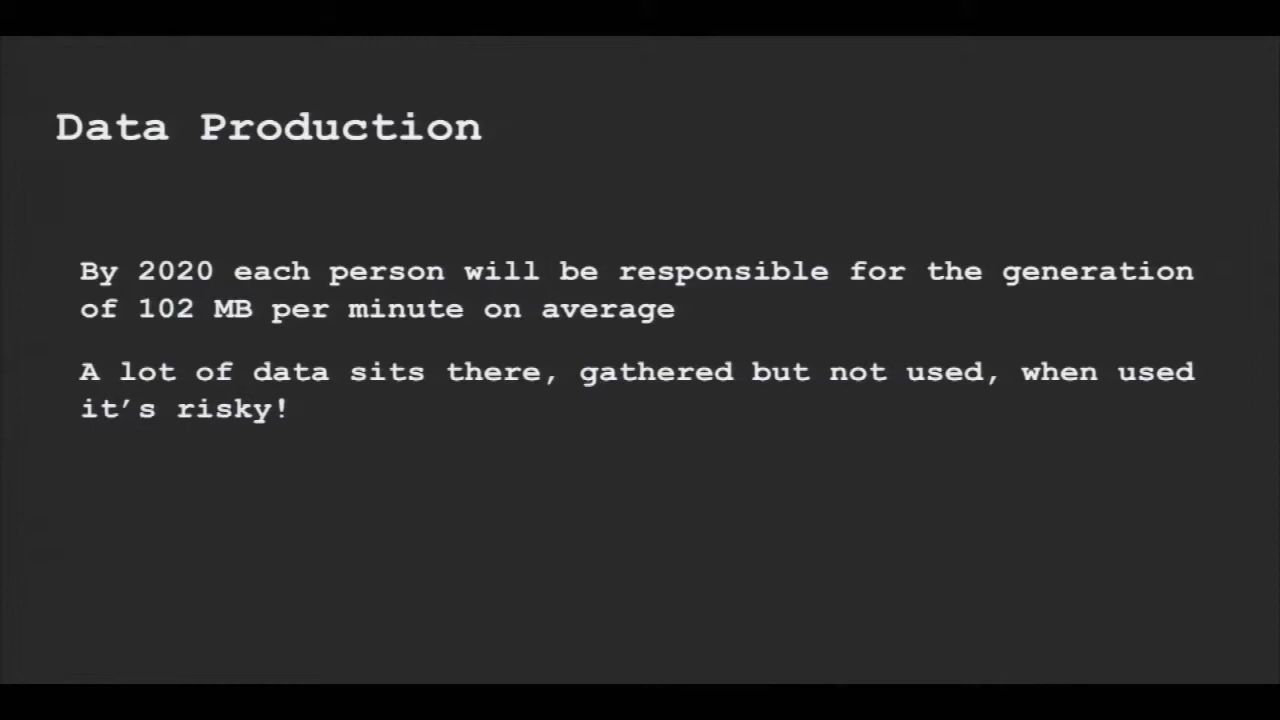 Data Production
By 2020 each person will be responsible for the generation
of 102 MB per minute on average
A lot of data sits there, gathered but not used, when used
it’s risky!